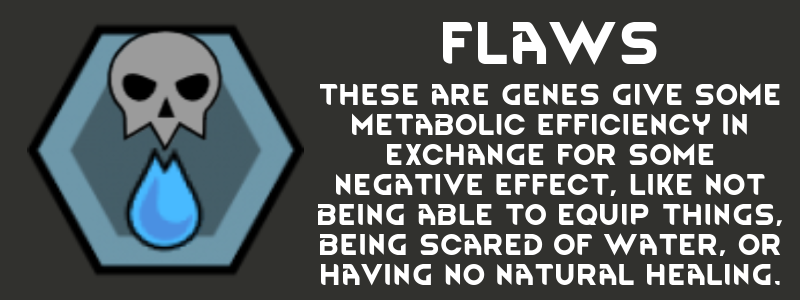 FLAWS
THESE ARE GENES GIVE SOME
METABOLIC EFFICIENCY IN
EXCHANGE FOR SOME
NEGATIVE EFFECT, LIKE NOT
BEING ABLE TO EQUIP THINGS,
BEING SCARED OF WATER, OR
HAVING NO NATURAL HEALING.